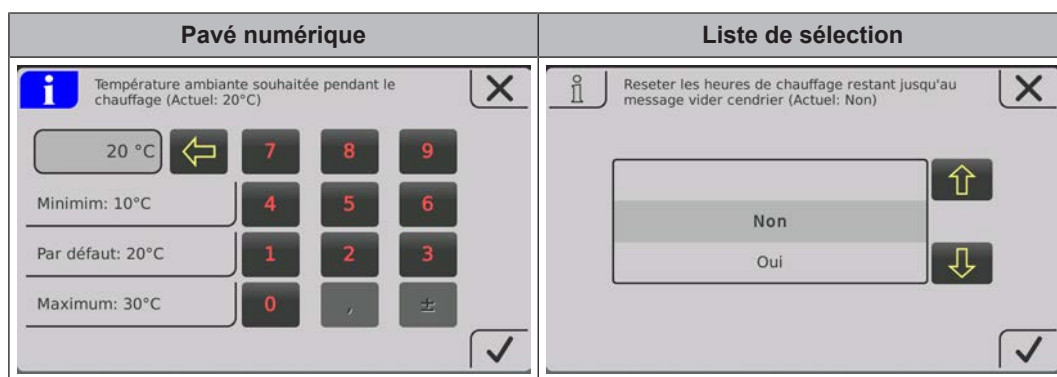 Pavé numérique
Liste de sélection
i
Température ambiante souhaitée pendant le
chauffage (Actuel: 20°C)
20 °C
7 8 9
Minimim: 10°C
4 5 6
Par défaut: 20°C
1 2 3
Maximum: 30°C
0 , ±
i
Reseter les heures de chauffage restant jusqu'au
message vider cendrier (Actuel: Non)
Non
Oui